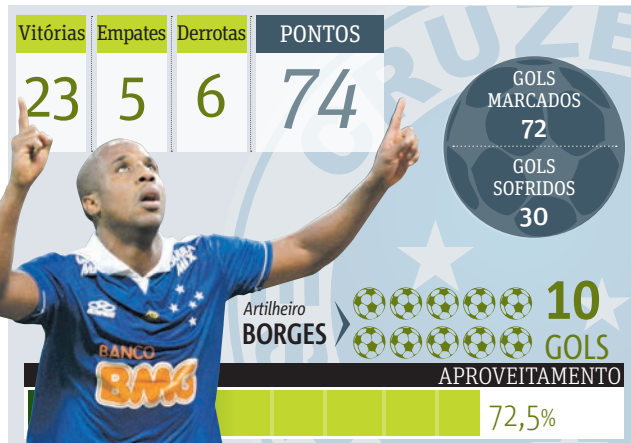 Vitórias Empates Derrotas PONTOS
23 5 6 74
CRUZE
GOLS
MARCADOS
72
GOLS
SOFRIDOS
30
Artilheiro
BORGES
10
GOLS
BANCO
BMG
APROVEITAMENTO
72,5%